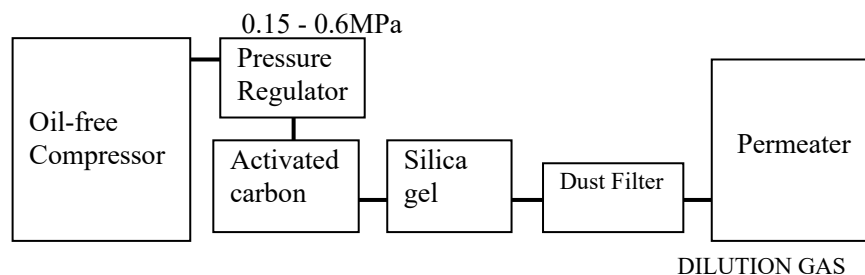 0.15 - 0.6MPa
Oil-free
Compressor
Pressure
Regulator
Activated
carbon
Silica
gel
Dust Filter
Permeater
DILUTION GAS